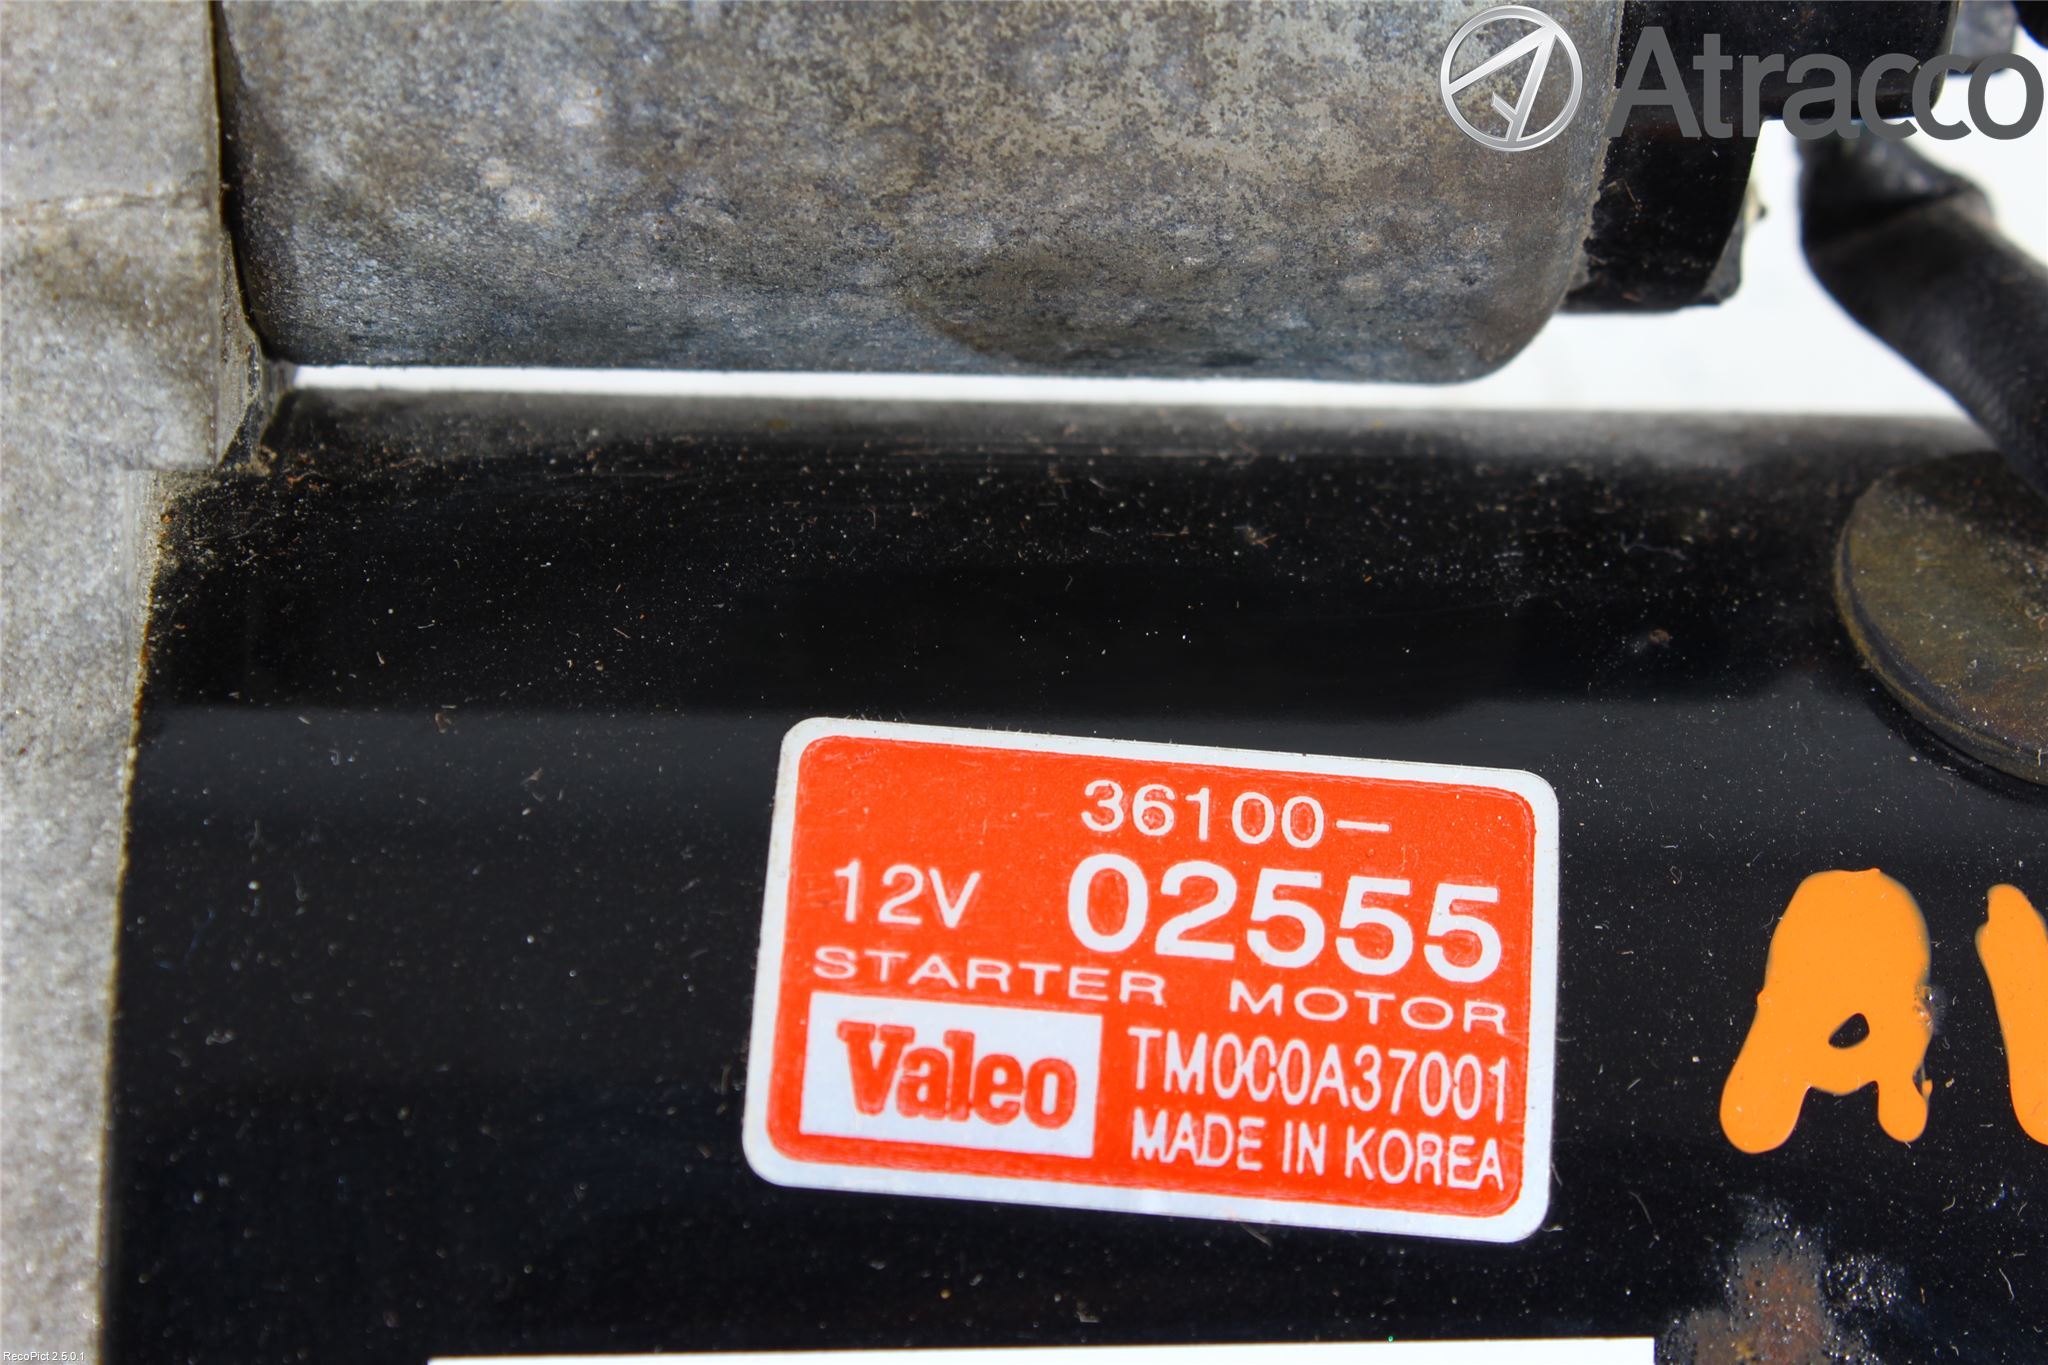 Atracco
36100-
12V 02555
STARTER MOTOR
Valeo TM000A37001
MADE IN KOREA
RecoPict 2.5.0.1